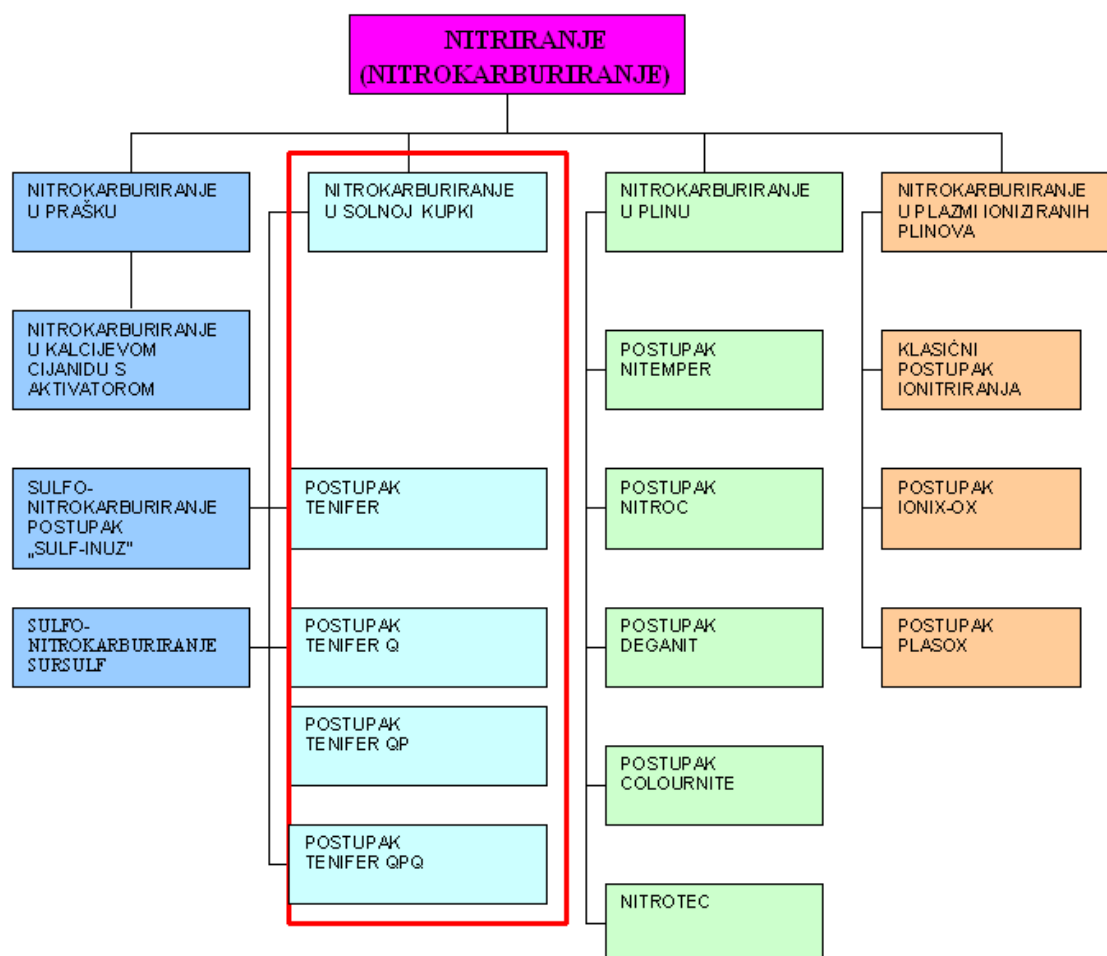 NITRIRANJE
(NITROKARBURIRANJE)
NITROKARBURIRANJE
U PRAŠKU
NITROKARBURIRANJE
U SOLNOJ KUPKI
NITROKARBURIRANJE
U PLINU
NITROKARBURIRANJE
U PLAZMI IONIZIRANIH
PLINOVA
NITROKARBURIRANJE
U KALCIJEVOM
CIJANIDU S
AKTIVATOROM
POSTUPAK
NITEMPER
KLASIČNI
POSTUPAK
IONITRIRANJA
SULFO-
NITROKARBURIRANJE
POSTUPAK
„SULF-INUZ"
POSTUPAK
TENIFER
POSTUPAK
NITROC
POSTUPAK
IONIX-OX
SULFO-
NITROKARBURIRANJE
SURSULF
POSTUPAK
TENIFER Q
POSTUPAK
DEGANIT
POSTUPAK
PLASOX
POSTUPAK
TENIFER QP
POSTUPAK
COLOURNITE
POSTUPAK
TENIFER QPQ
NITROTEC